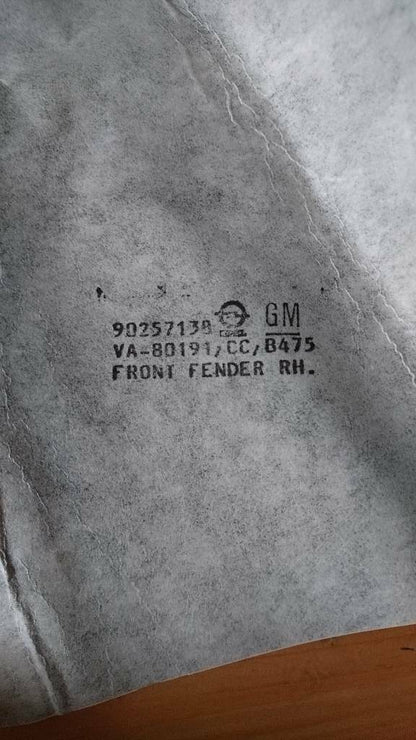 90257138 GM
VA-80191/CC/B475
FRONT FENDER RH.